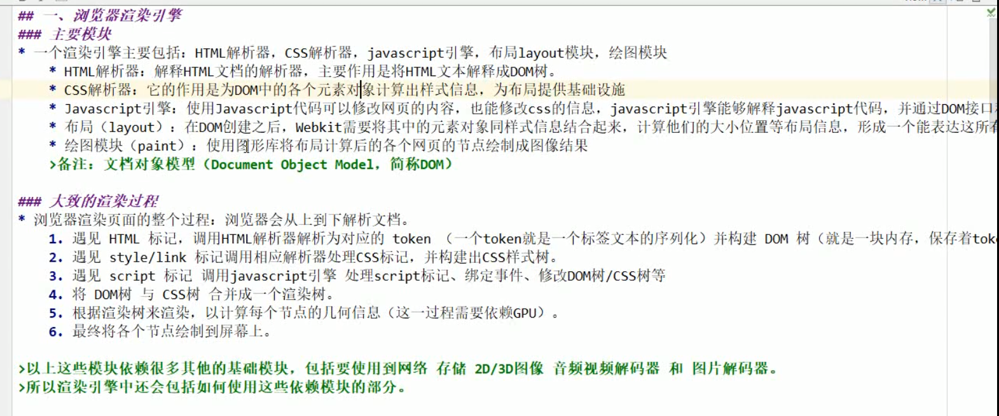 ## 一、浏览器渲染引擎
### 主要模块
* 一个渲染引擎主要包括：HTML解析器，CSS解析器，javascript引擎，布局layout模块，绘图模块
* HTML解析器：解释HTML文档的解析器，主要作用是将HTML文本解释成DOM树。
* CSS解析器：它的作用是为DOM中的各个元素对象计算出样式信息，为布局提供基础设施
* Javascript引擎：使用Javascript代码可以修改网页的内容，也能修改css的信息，javascript引擎能够解释javascript代码，并通过DOM接口
* 布局（layout）：在DOM创建之后，Webkit需要将其中的元素对象同样式信息结合起来，计算他们的大小位置等布局信息，形成一个能表达这所有
* 绘图模块（paint）：使用图形库将布局计算后的各个网页的节点绘制成图像结果
>备注：文档对象模型（Document Object Model，简称DOM）
### 大致的渲染过程
* 浏览器渲染页面的整个过程：浏览器会从上到下解析文档。
1. 遇见 HTML 标记，调用HTML解析器解析为对应的 token （一个token就是一个标签文本的序列化）并构建 DOM 树（就是一块内存，保存着tok
2. 遇见 style/link 标记调用相应解析器处理CSS标记，并构建出CSS样式树。
3. 遇见 script 标记 调用javascript引擎 处理script标记、绑定事件、修改DOM树/CSS树等
4. 将 DOM树 与 CSS树 合并成一个渲染树。
5. 根据渲染树来渲染，以计算每个节点的几何信息（这一过程需要依赖GPU）。
6. 最终将各个节点绘制到屏幕上。
>以上这些模块依赖很多其他的基础模块，包括要使用到网络 存储 2D/3D图像 音频视频解码器 和 图片解码器。
>所以渲染引擎中还会包括如何使用这些依赖模块的部分。